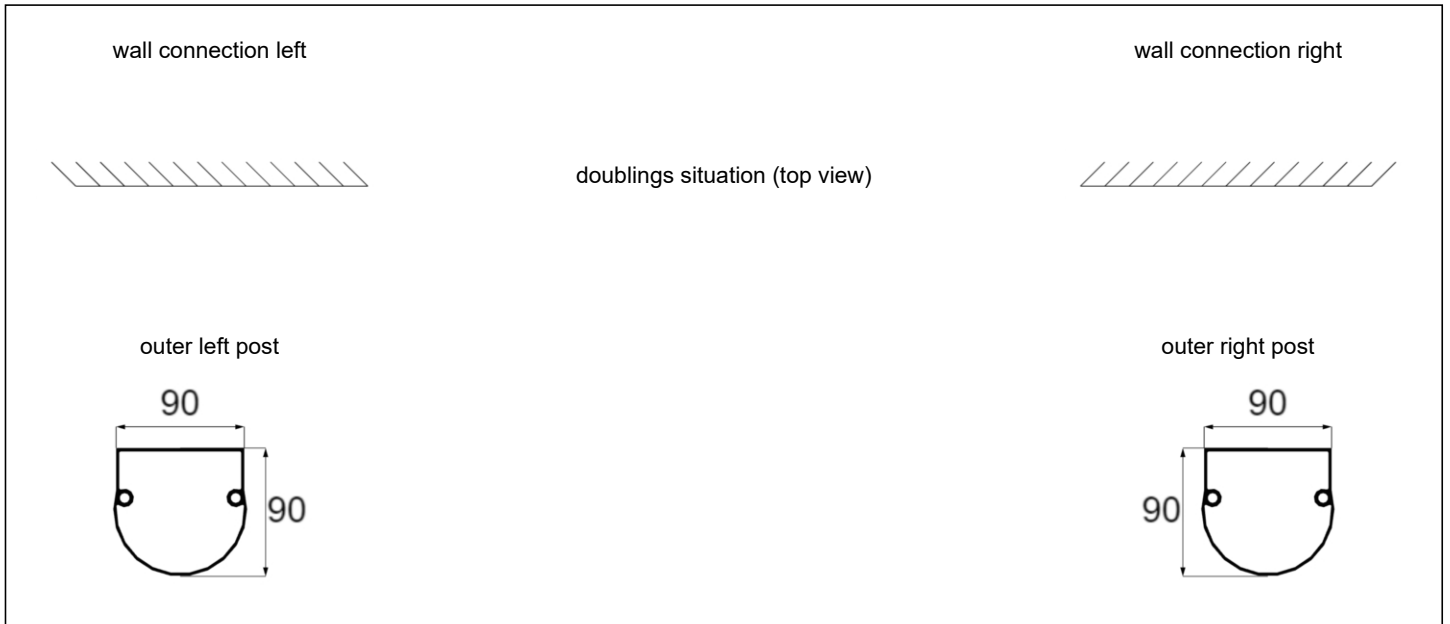 wall connection left
wall connection right
doublings situation (top view)
outer left post
outer right post
90
90
90
90